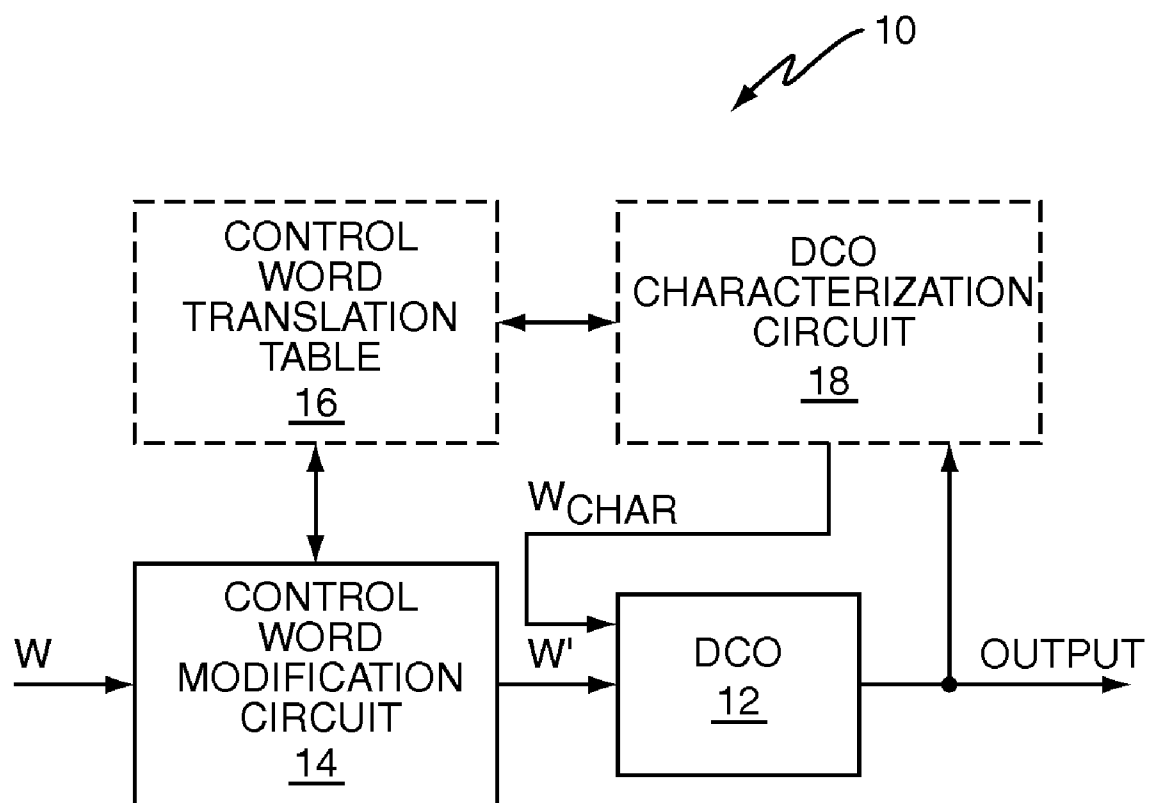 10
CONTROL
WORD
TRANSLATION
TABLE
16
DCO
CHARACTERIZATION
CIRCUIT
18
WCHAR
W
CONTROL
WORD
MODIFICATION
CIRCUIT
14
W'
DCO
12
OUTPUT